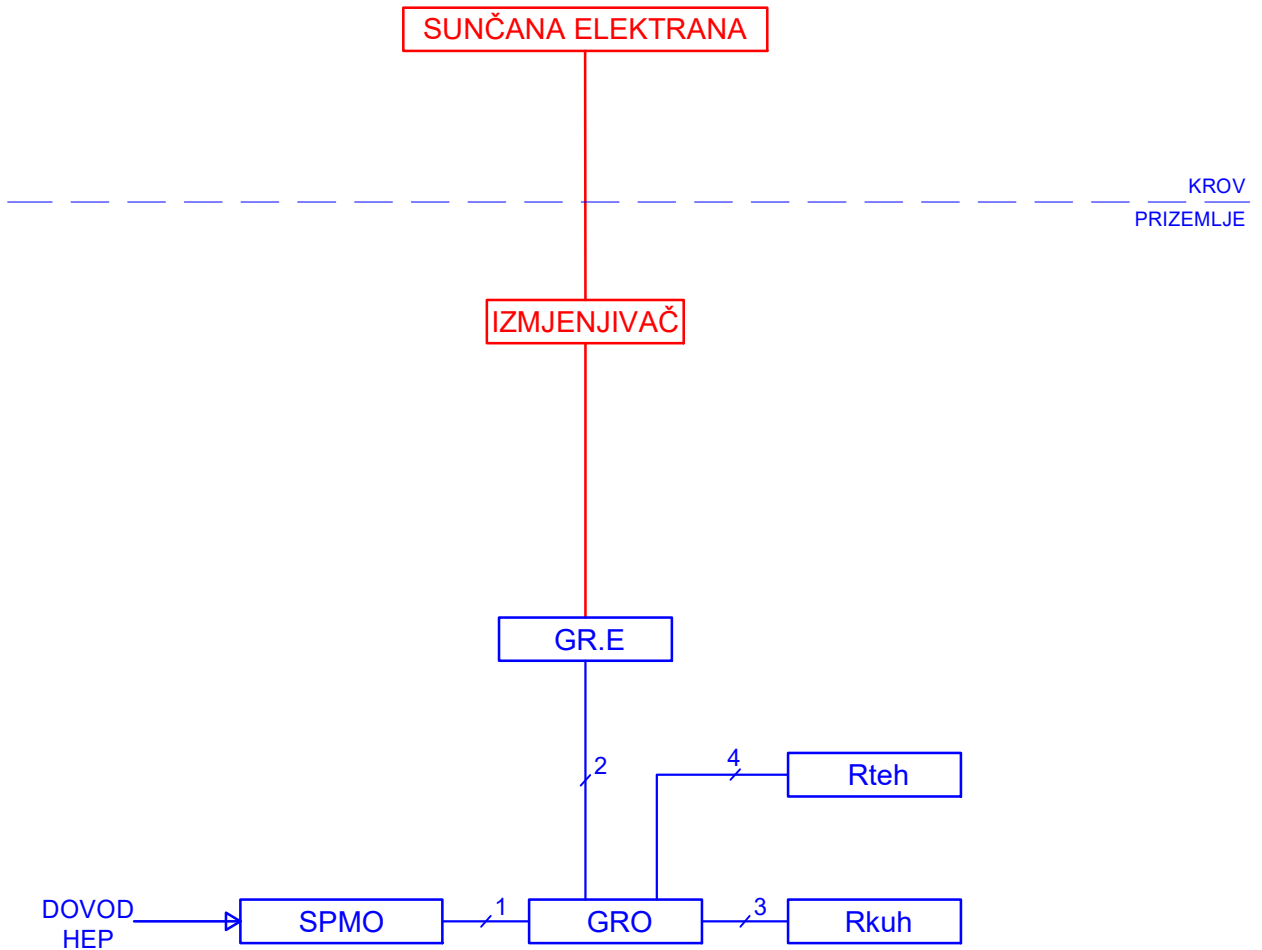 SUNČANA ELEKTRANA
KROV
PRIZEMLJE
IZMJENJIVAČ
GR.E
2
4
Rteh
DOVOD
HEP
SPMO
1
GRO
3
Rkuh